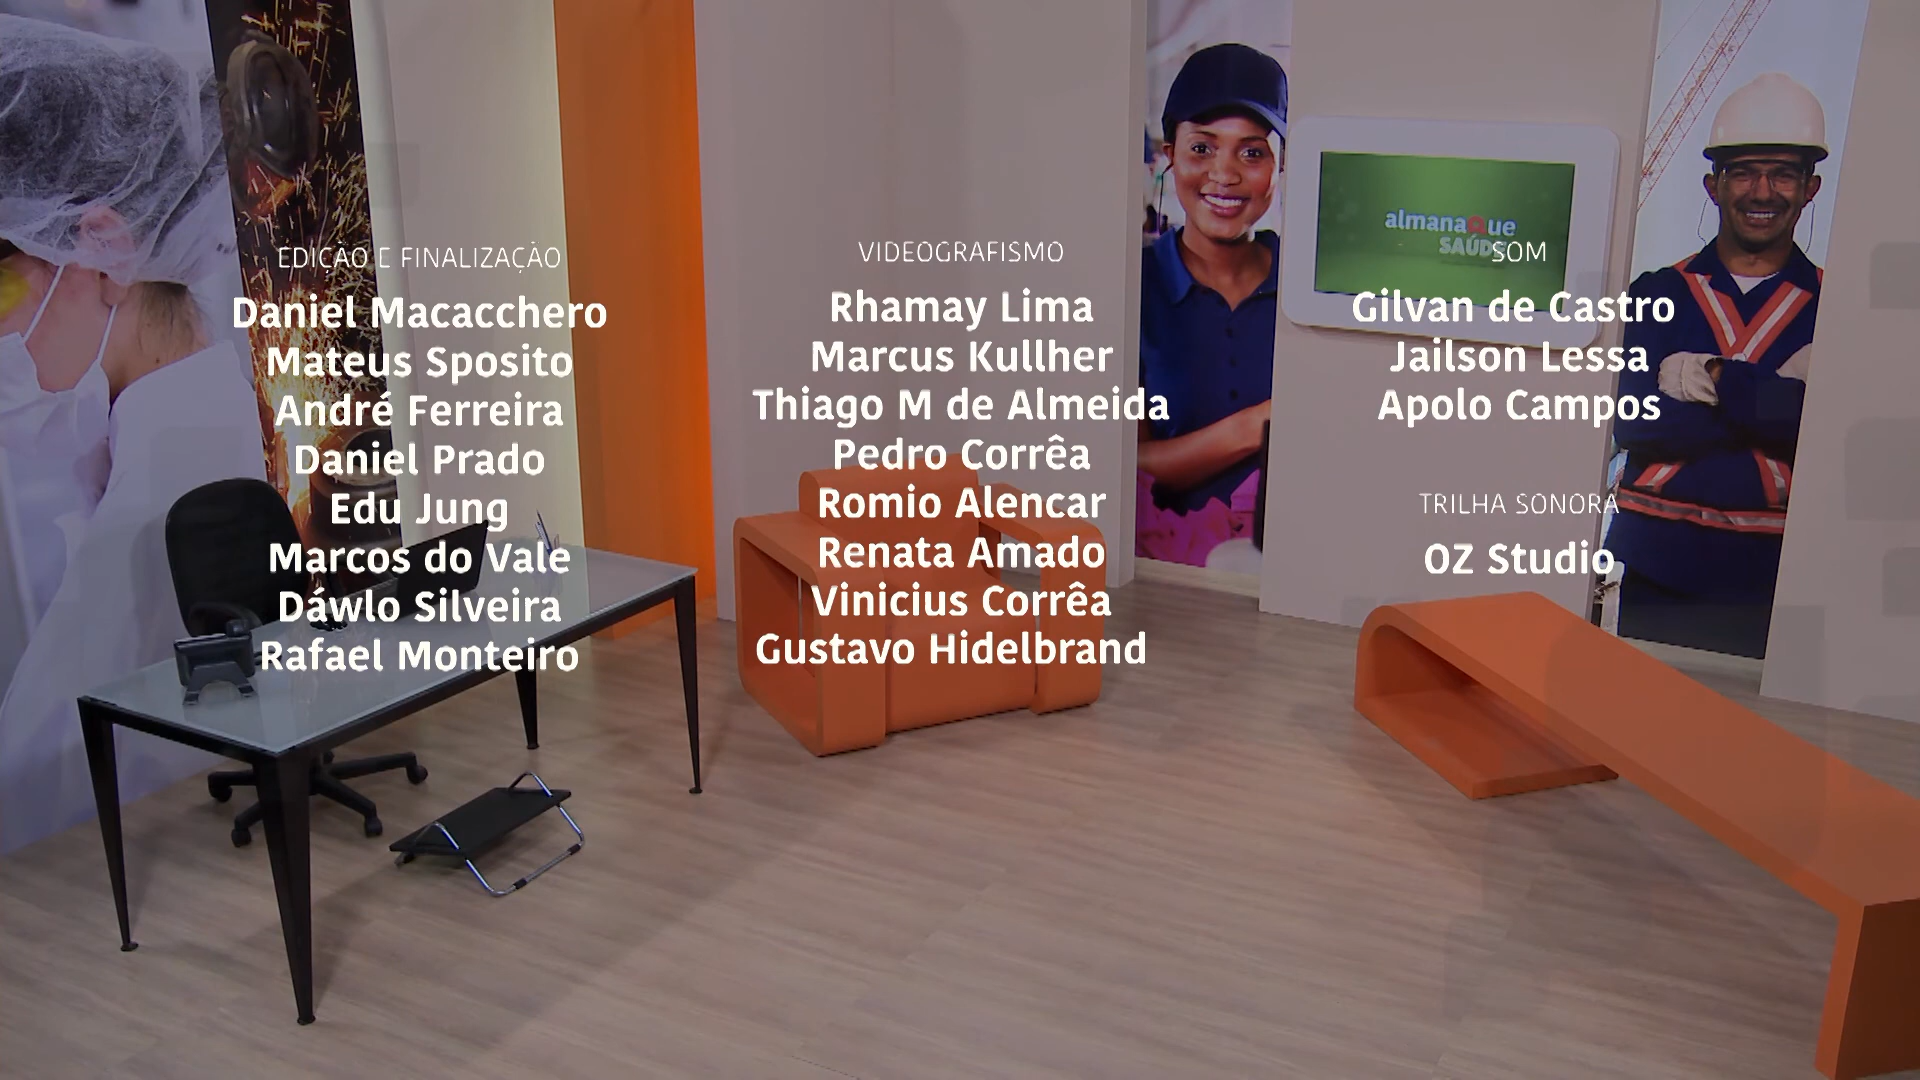 EDIÇÃO E FINALIZAÇÃO
Daniel Macacchero
Mateus Sposito
André Ferreira
Daniel Prado
Edu Jung
Marcos do Vale
Dáwlo Silveira
Rafael Monteiro
VIDEOGRAFISMO
Rhamay Lima
Marcus Kullher
Thiago M de Almeida
Pedro Corrêa
Romio Alencar
Renata Amado
Vinicius Corrêa
Gustavo Hidelbrand
almanaque
SAÚDE
SOM
Gilvan de Castro
Jailson Lessa
Apolo Campos
TRILHA SONORA
OZ Studio